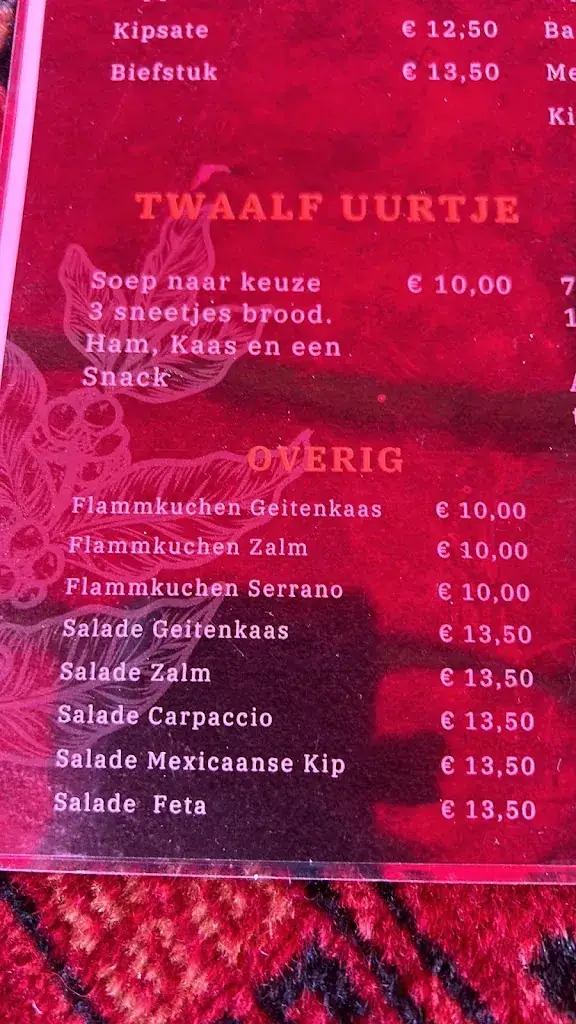 Kipsate € 12,50
Biefstuk € 13,50
TWAALF UURTJE
Soep naar keuze € 10,00
3 sneetjes brood.
Ham, Kaas en een
Snack
OVERIG
Flammkuchen Geitenkaas € 10,00
Flammkuchen Zalm € 10,00
Flammkuchen Serrano € 10,00
Salade Geitenkaas € 13,50
Salade Zalm € 13,50
Salade Carpaccio € 13,50
Salade Mexicaanse Kip € 13,50
Salade Feta € 13,50